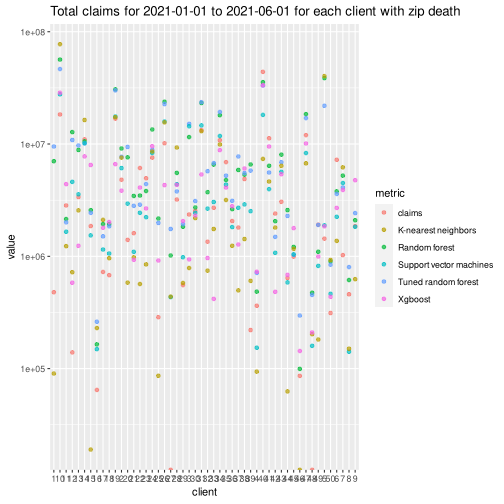 Total claims for 2021-01-01 to 2021-06-01 for each client with zip death
1e+08
1e+07
1e+06
1e+05
value
client
metric
claims
K-nearest neighbors
Random forest
Support vector machines
Tuned random forest
Xgboost